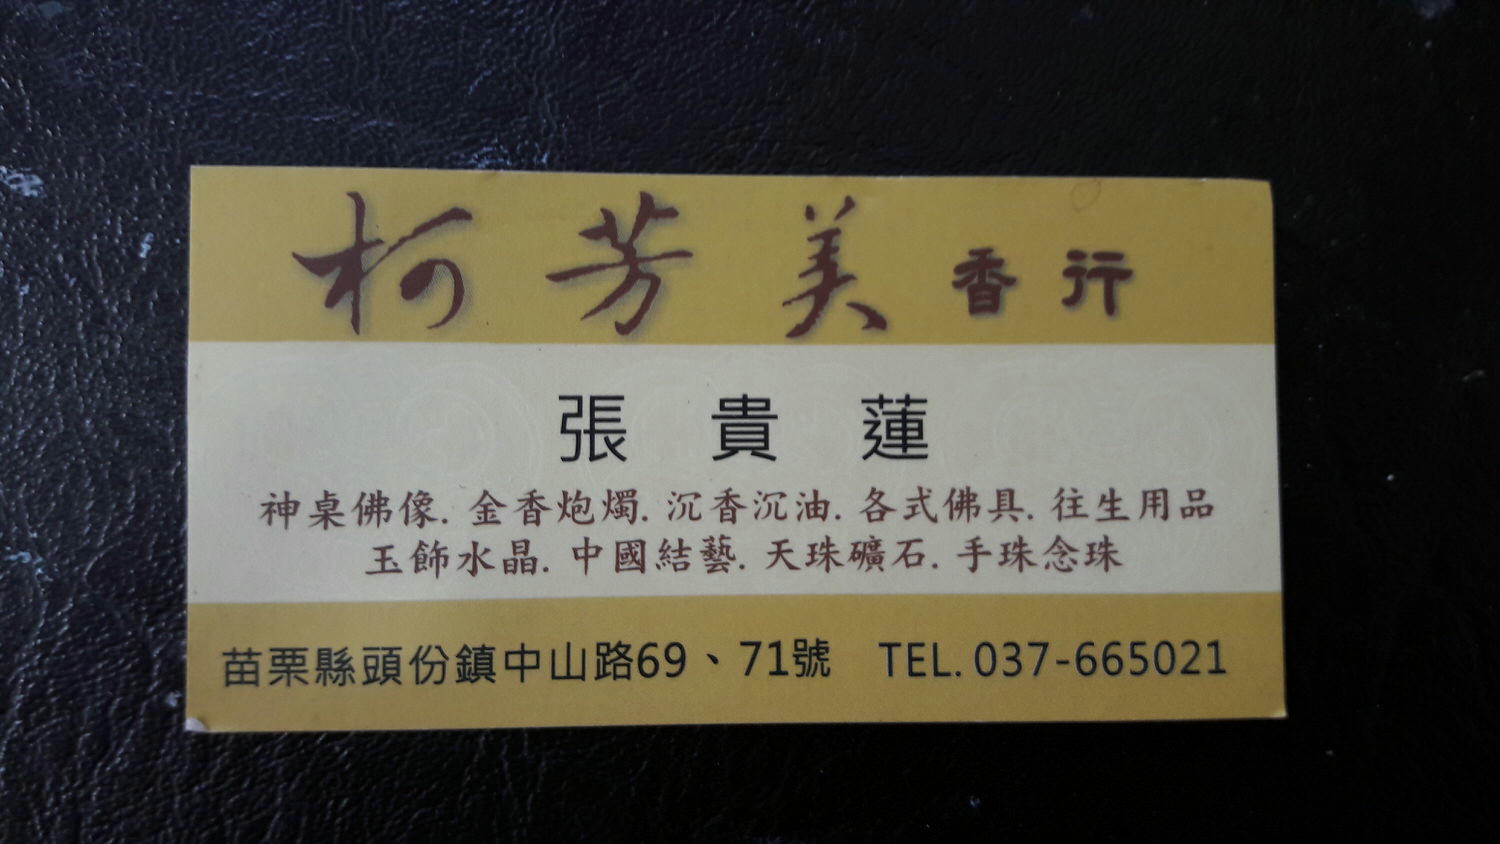 柯芳美香行
張貴蓮
神桌佛像. 金香炮燭. 沉香沉油. 各式佛具. 往生用品
玉飾水晶. 中國結藝. 天珠礦石. 手珠念珠
苗栗縣頭份鎮中山路69、71號 TEL. 037-665021